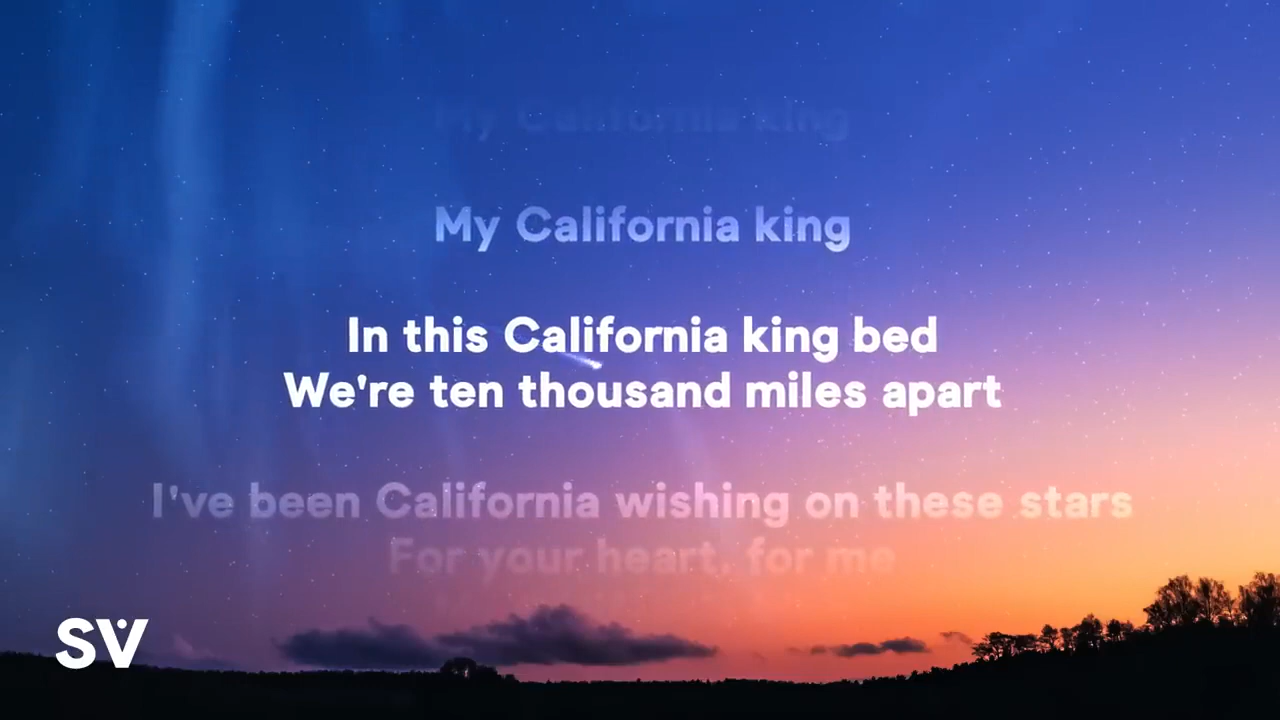 My California king
My California king
In this California king bed
We're ten thousand miles apart
I've been California wishing on these stars
For your heart, for me
SV